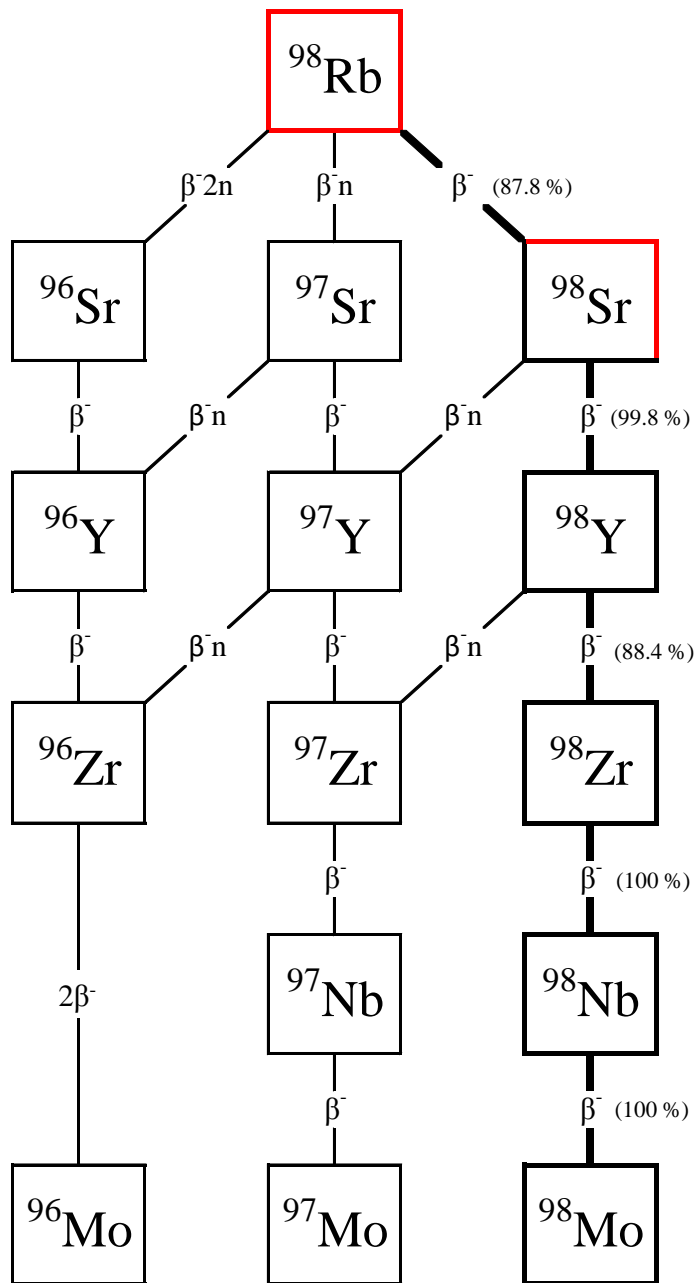 ⁹⁸Rb
β⁻2n β⁻n β⁻ (87.8 %)
⁹⁶Sr ⁹⁷Sr ⁹⁸Sr
β⁻ β⁻n β⁻ β⁻n β⁻ (99.8 %)
⁹⁶Y ⁹⁷Y ⁹⁸Y
β⁻ β⁻n β⁻ β⁻n β⁻ (88.4 %)
⁹⁶Zr ⁹⁷Zr ⁹⁸Zr
β⁻ β⁻ (100 %)
2β⁻ ⁹⁷Nb ⁹⁸Nb
β⁻ β⁻ (100 %)
⁹⁶Mo ⁹⁷Mo ⁹⁸Mo